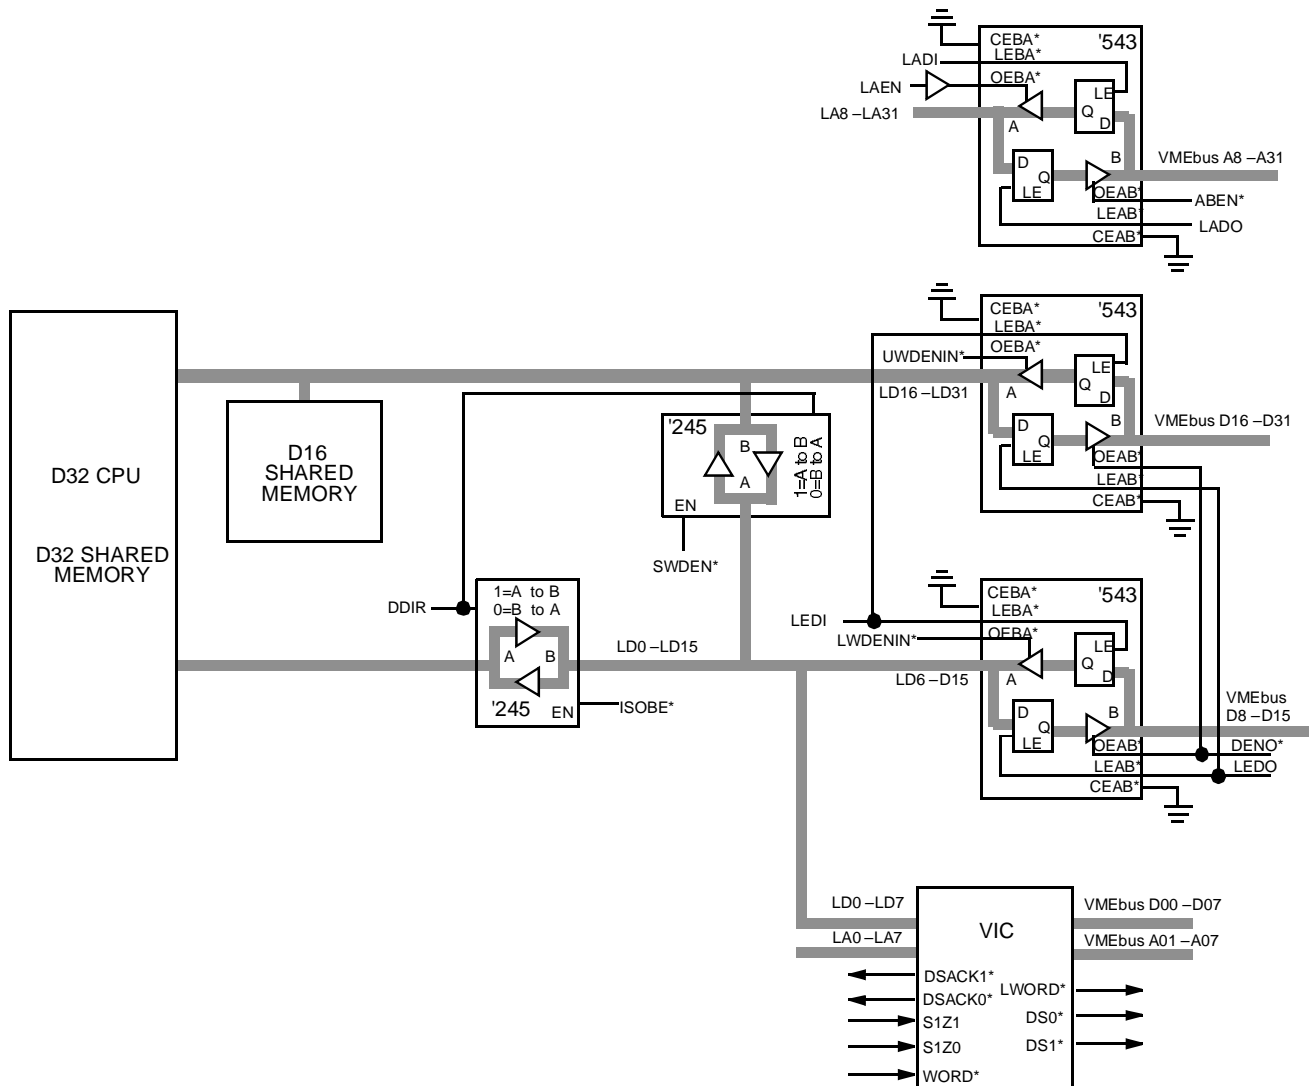 CEBA*
'543
LADI
LEBA*
LAEN
OEBA*
LE
Q
D
LA8 –LA31
A
D
Q
LE
B
VMEbus A8 –A31
OEAB*
ABEN*
LEAB*
LADO
CEAB*
CEBA*
'543
LEBA*
OEBA*
UWDENIN*
LE
Q
D
LD16 –LD31
A
D
Q
LE
B
VMEbus D16 –D31
OEAB*
LEAB*
CEAB*
D32 CPU
D32 SHARED
MEMORY
D16
SHARED
MEMORY
'245
B
A
1=A to B
0=B to A
EN
SWDEN*
DDIR
1=A to B
0=B to A
A
B
'245
EN
ISOBE*
LD0 –LD15
CEBA*
'543
LEBA*
LEDI
OEBA*
LWDENIN*
LE
Q
D
LD6 –D15
A
D
Q
LE
B
VMEbus
D8 –D15
OEAB*
DENO*
LEAB*
LEDO
CEAB*
LD0 –LD7
VMEbus D00 –D07
VIC
LA0 –LA7
VMEbus A01 –A07
DSACK1*
LWORD*
DSACK0*
DS0*
S1Z1
S1Z0
DS1*
WORD*